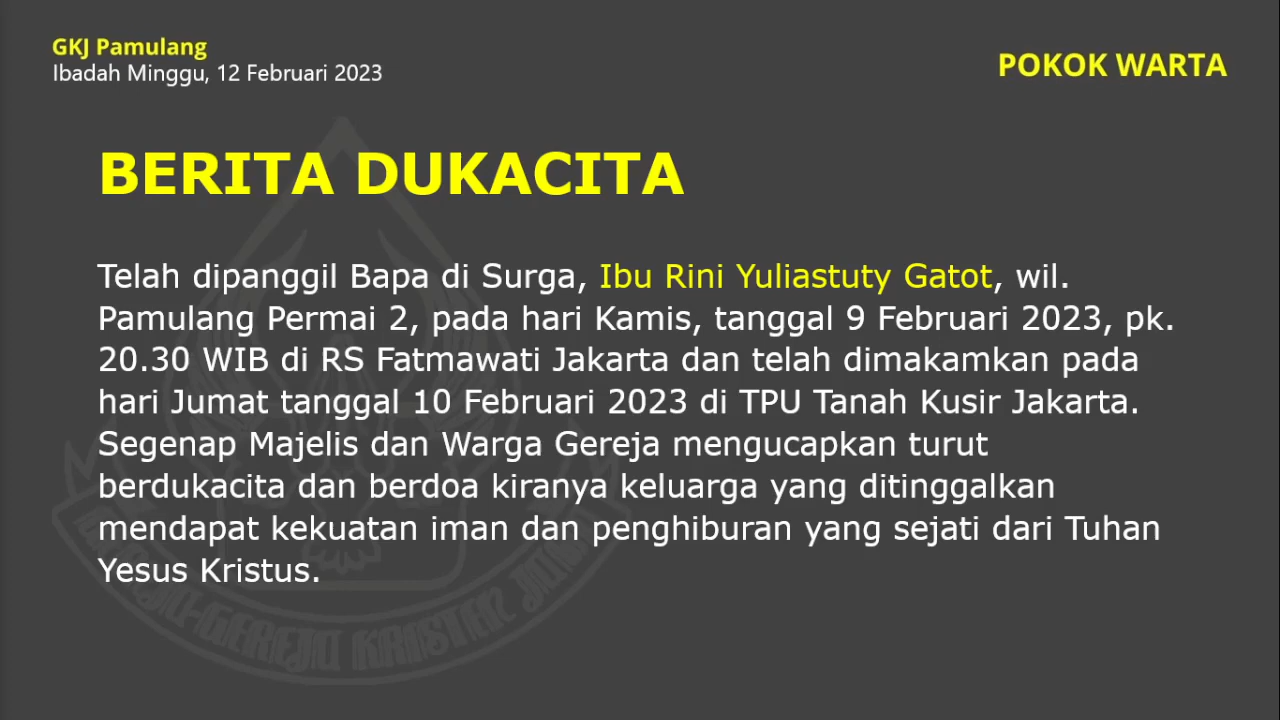 GKJ Pamulang
Ibadah Minggu, 12 Februari 2023
POKOK WARTA
BERITA DUKACITA
Telah dipanggil Bapa di Surga, Ibu Rini Yuliastuty Gatot, wil.
Pamulang Permai 2, pada hari Kamis, tanggal 9 Februari 2023, pk.
20.30 WIB di RS Fatmawati Jakarta dan telah dimakamkan pada
hari Jumat tanggal 10 Februari 2023 di TPU Tanah Kusir Jakarta.
Segenap Majelis dan Warga Gereja mengucapkan turut
berdukacita dan berdoa kiranya keluarga yang ditinggalkan
mendapat kekuatan iman dan penghiburan yang sejati dari Tuhan
Yesus Kristus.
GEREJA KRISTEN